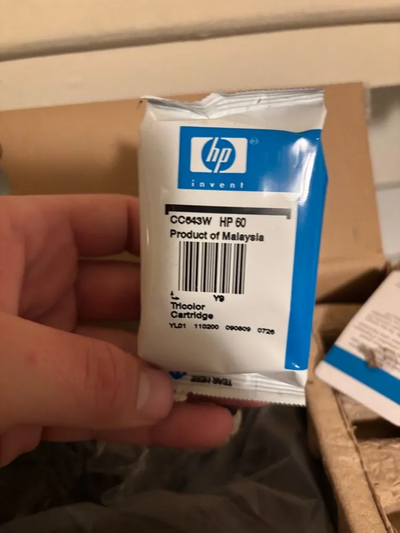 hp
invent
CC643W HP 60
Product of Malaysia
Y9
Tricolor
Cartridge
YL01 110200 090809 0726
TEAR HERE